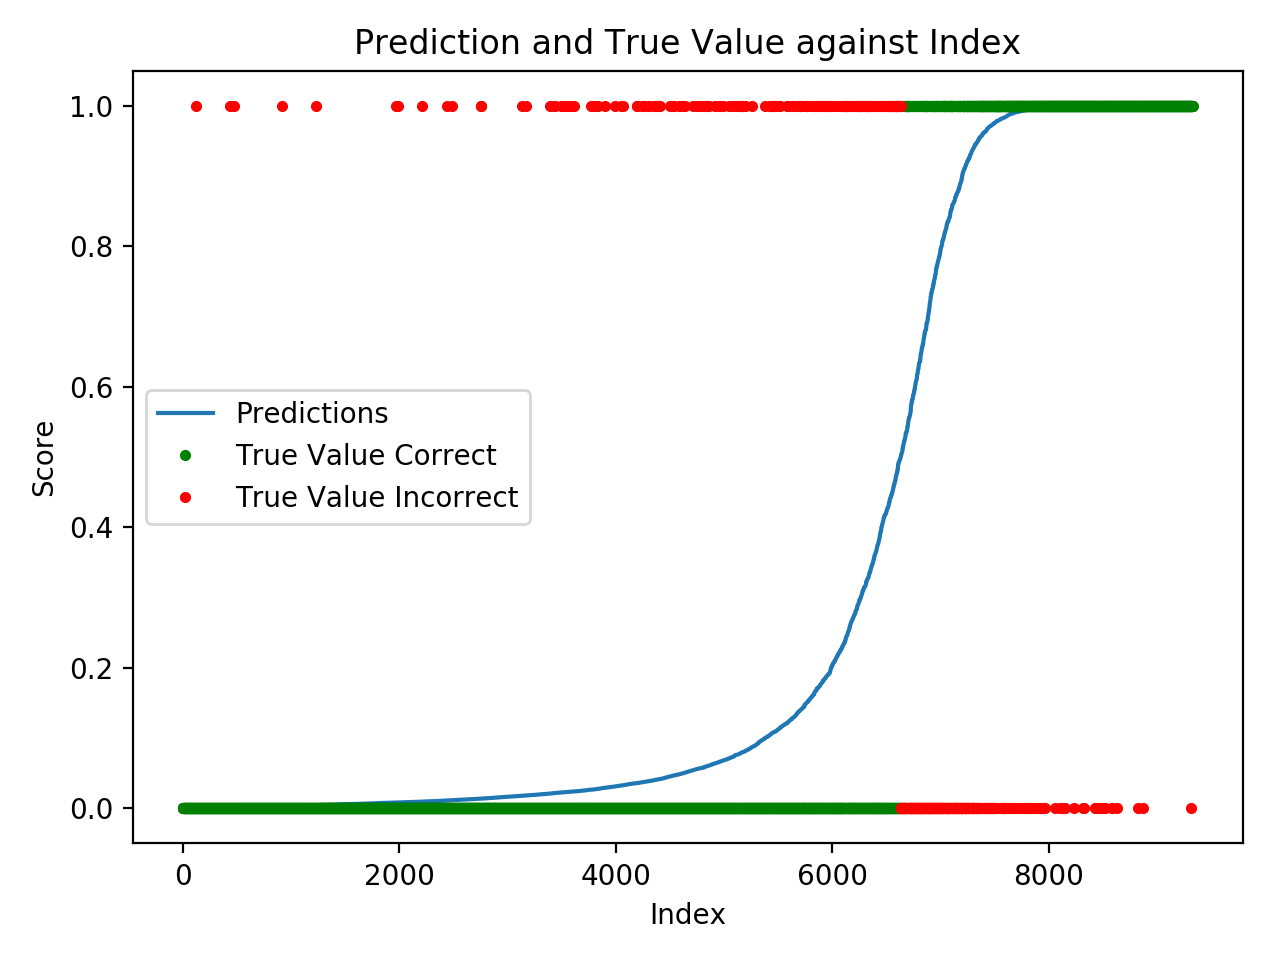 Prediction and True Value against Index
1.0
0.8
0.6
0.4
0.2
0.0
Score
Predictions
True Value Correct
True Value Incorrect
0 2000 4000 6000 8000
Index